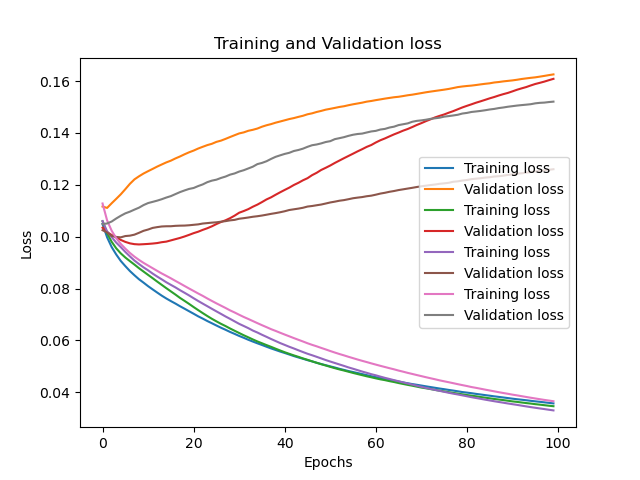 Training and Validation loss
Loss
0.16
0.14
0.12
0.10
0.08
0.06
0.04
Training loss
Validation loss
Training loss
Validation loss
Training loss
Validation loss
Training loss
Validation loss
0 20 40 60 80 100
Epochs